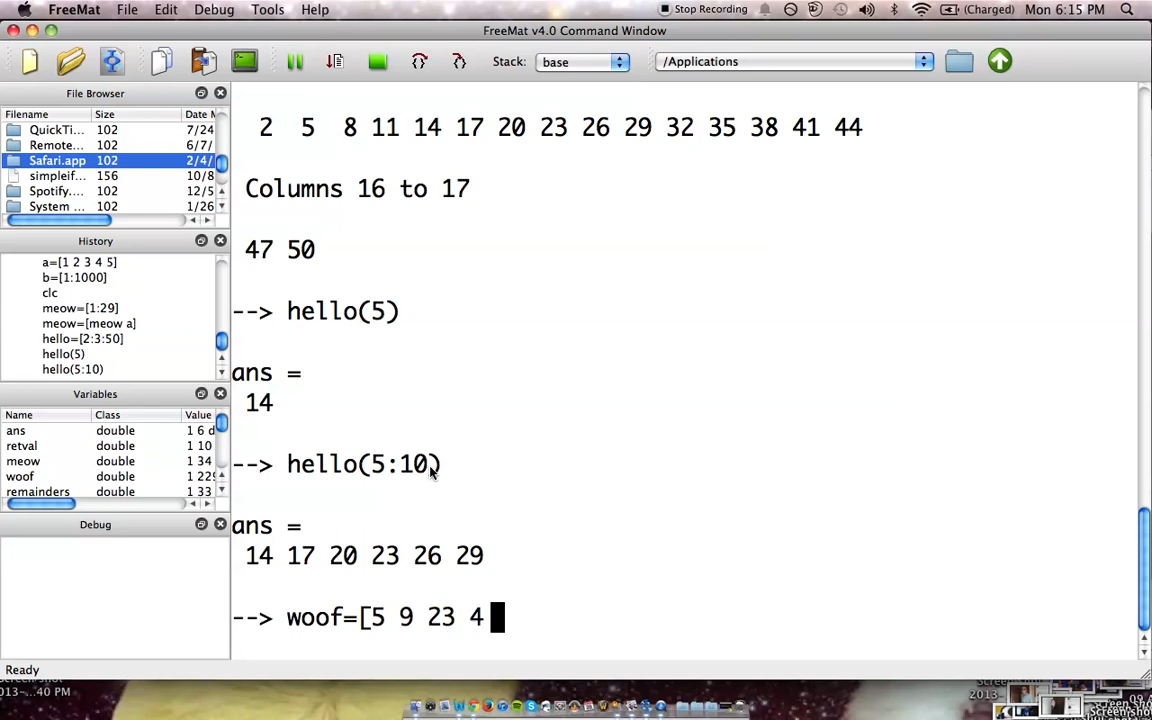 FreeMat File Edit Debug Tools Help Stop Recording (Charged) Mon 6:15 PM
FreeMat v4.0 Command Window
Stack: base /Applications
File Browser
Filename Size Date M
QuickTi... 102 7/24
Remote... 102 6/7/
Safari.app 102 2/4/
simpleif... 156 10/8
Spotify.... 102 12/5
System ... 102 1/26
History
a=[1 2 3 4 5]
b=[1:1000]
clc
meow=[1:29]
meow=[meow a]
hello=[2:3:50]
hello(5)
hello(5:10)
Variables
Name Class Value
ans double 1 6 d
retval double 1 10
meow double 1 34
woof double 1 229
remainders double 1 33
Debug
2 5 8 11 14 17 20 23 26 29 32 35 38 41 44
Columns 16 to 17
47 50
--> hello(5)
ans =
14
--> hello(5:10)
ans =
14 17 20 23 26 29
--> woof=[5 9 23 4
Ready
013-...40 PM
2013